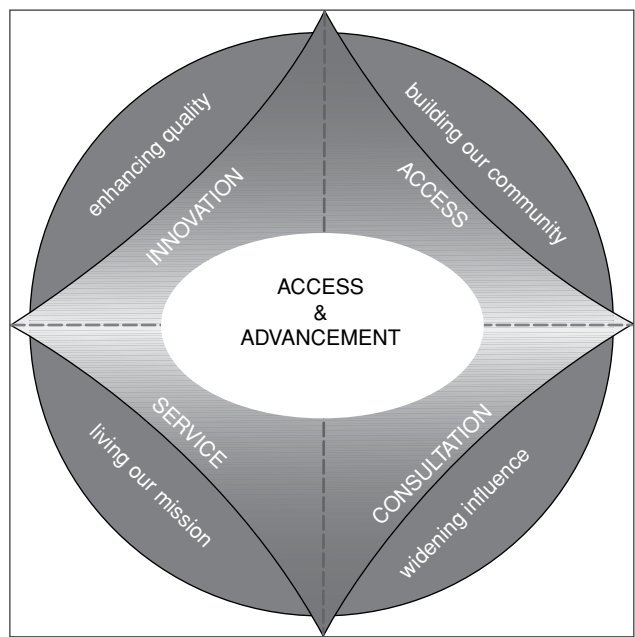 enhancing quality
building our community
INNOVATION
ACCESS
ACCESS
&
ADVANCEMENT
SERVICE
CONSULTATION
living our mission
widening influence